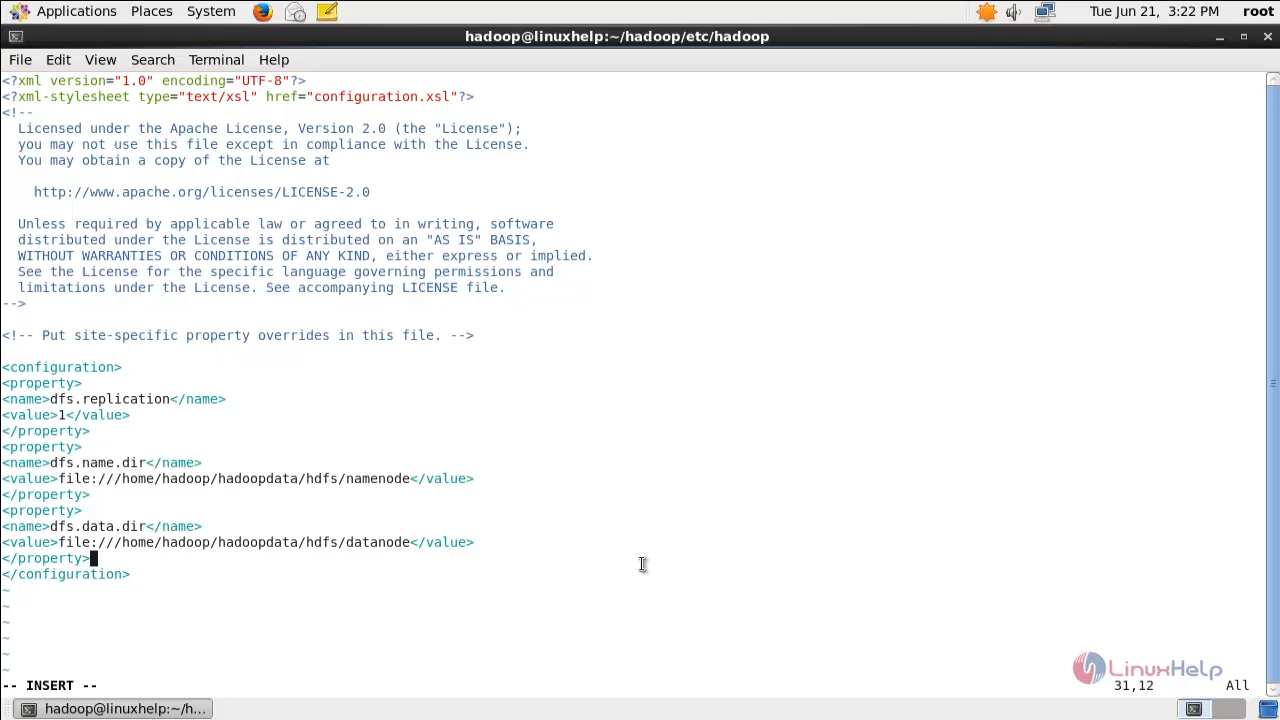 Applications Places System Tue Jun 21, 3:22 PM root
hadoop@linuxhelp:~/hadoop/etc/hadoop
File Edit View Search Terminal Help
<?xml version="1.0" encoding="UTF-8"?>
<?xml-stylesheet type="text/xsl" href="configuration.xsl"?>
<!--
  Licensed under the Apache License, Version 2.0 (the "License");
  you may not use this file except in compliance with the License.
  You may obtain a copy of the License at

    http://www.apache.org/licenses/LICENSE-2.0

  Unless required by applicable law or agreed to in writing, software
  distributed under the License is distributed on an "AS IS" BASIS,
  WITHOUT WARRANTIES OR CONDITIONS OF ANY KIND, either express or implied.
  See the License for the specific language governing permissions and
  limitations under the License. See accompanying LICENSE file.
-->

<!-- Put site-specific property overrides in this file. -->

<configuration>
<property>
<name>dfs.replication</name>
<value>1</value>
</property>
<property>
<name>dfs.name.dir</name>
<value>file:///home/hadoop/hadoopdata/hdfs/namenode</value>
</property>
<property>
<name>dfs.data.dir</name>
<value>file:///home/hadoop/hadoopdata/hdfs/datanode</value>
</property>
</configuration>
~
~
~
~
~
~
LinuxHelp
-- INSERT -- 31,12 All
hadoop@linuxhelp:~/h...